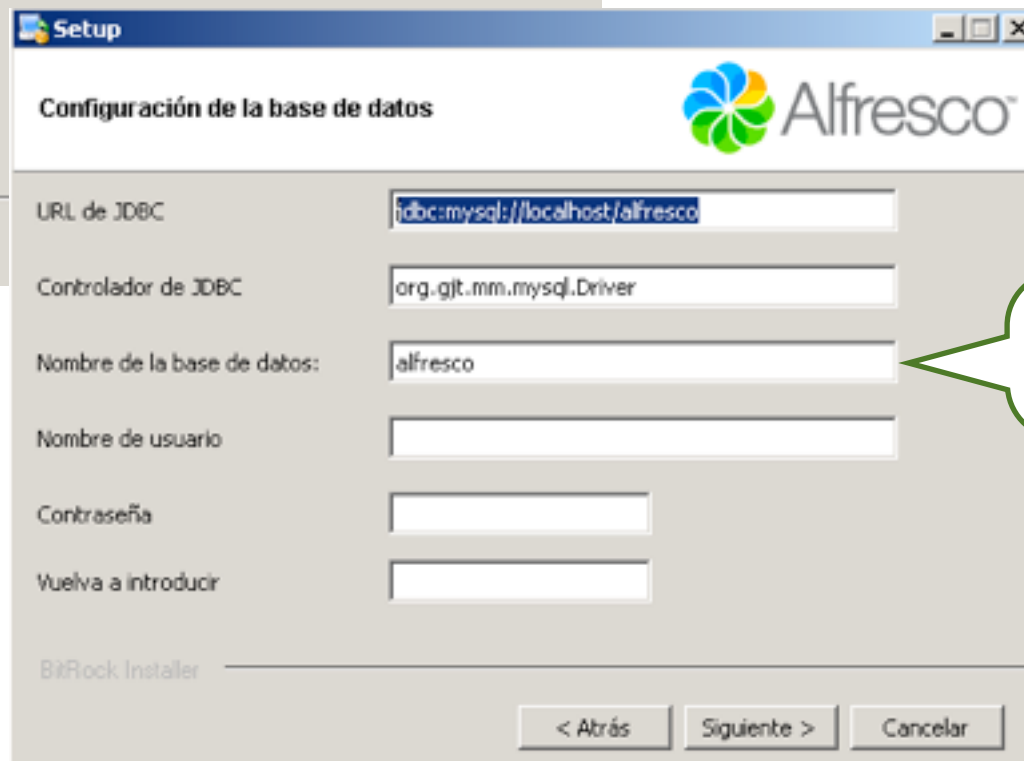 Setup
Configuración de la base de datos
Alfresco
URL de JDBC
jdbc:mysql://localhost/alfresco
Controlador de JDBC
org.gjt.mm.mysql.Driver
Nombre de la base de datos:
alfresco
Nombre de usuario
Contraseña
Vuelva a introducir
BitRock Installer
< Atrás
Siguiente >
Cancelar